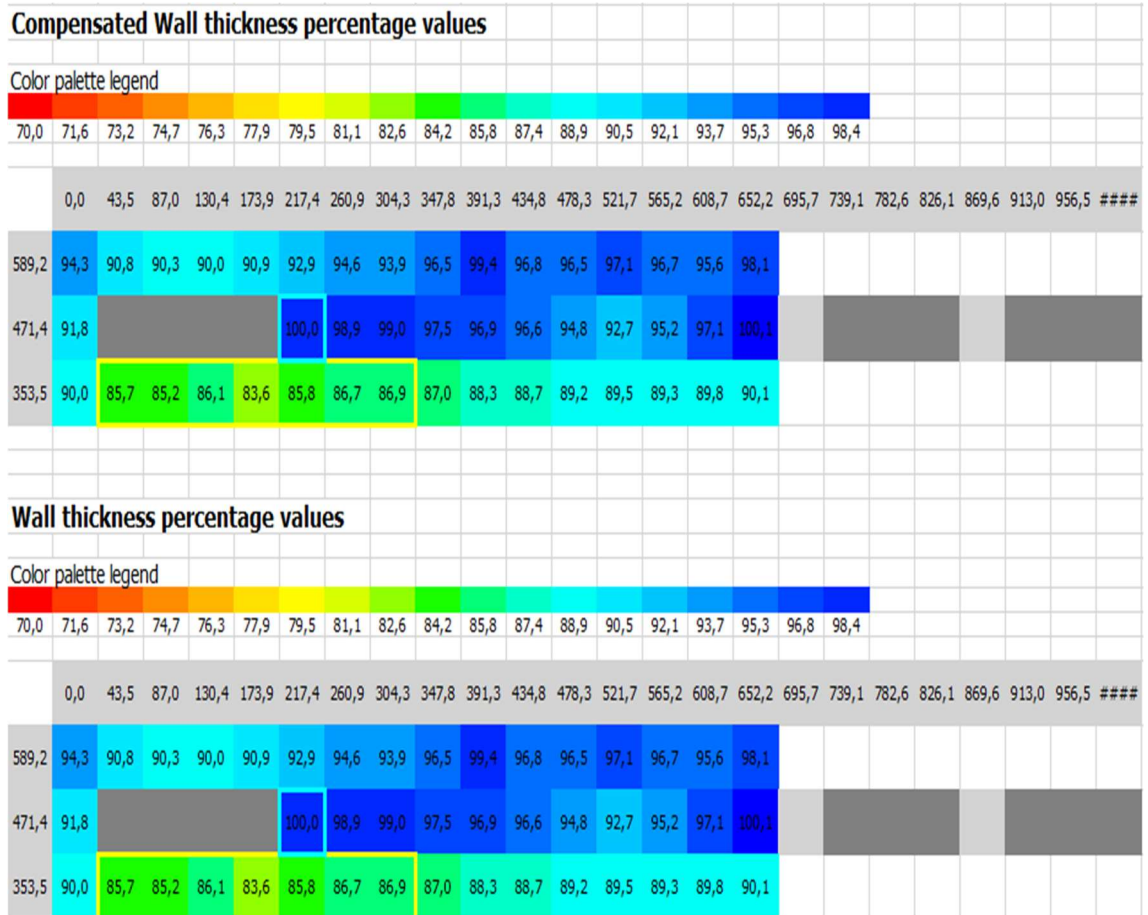 Compensated Wall thickness percentage values
Color palette legend
70,0 71,6 73,2 74,7 76,3 77,9 79,5 81,1 82,6 84,2 85,8 87,4 88,9 90,5 92,1 93,7 95,3 96,8 98,4
0,0 43,5 87,0 130,4 173,9 217,4 260,9 304,3 347,8 391,3 434,8 478,3 521,7 565,2 608,7 652,2 695,7 739,1 782,6 826,1 869,6 913,0 956,5 ####
589,2 94,3 90,8 90,3 90,0 90,9 92,9 94,6 93,9 96,5 99,4 96,8 96,5 97,1 96,7 95,6 98,1
471,4 91,8 100,0 98,9 99,0 97,5 96,9 96,6 94,8 92,7 95,2 97,1 100,1
353,5 90,0 85,7 85,2 86,1 83,6 85,8 86,7 86,9 87,0 88,3 88,7 89,2 89,5 89,3 89,8 90,1
Wall thickness percentage values
Color palette legend
70,0 71,6 73,2 74,7 76,3 77,9 79,5 81,1 82,6 84,2 85,8 87,4 88,9 90,5 92,1 93,7 95,3 96,8 98,4
0,0 43,5 87,0 130,4 173,9 217,4 260,9 304,3 347,8 391,3 434,8 478,3 521,7 565,2 608,7 652,2 695,7 739,1 782,6 826,1 869,6 913,0 956,5 ####
589,2 94,3 90,8 90,3 90,0 90,9 92,9 94,6 93,9 96,5 99,4 96,8 96,5 97,1 96,7 95,6 98,1
471,4 91,8 100,0 98,9 99,0 97,5 96,9 96,6 94,8 92,7 95,2 97,1 100,1
353,5 90,0 85,7 85,2 86,1 83,6 85,8 86,7 86,9 87,0 88,3 88,7 89,2 89,5 89,3 89,8 90,1